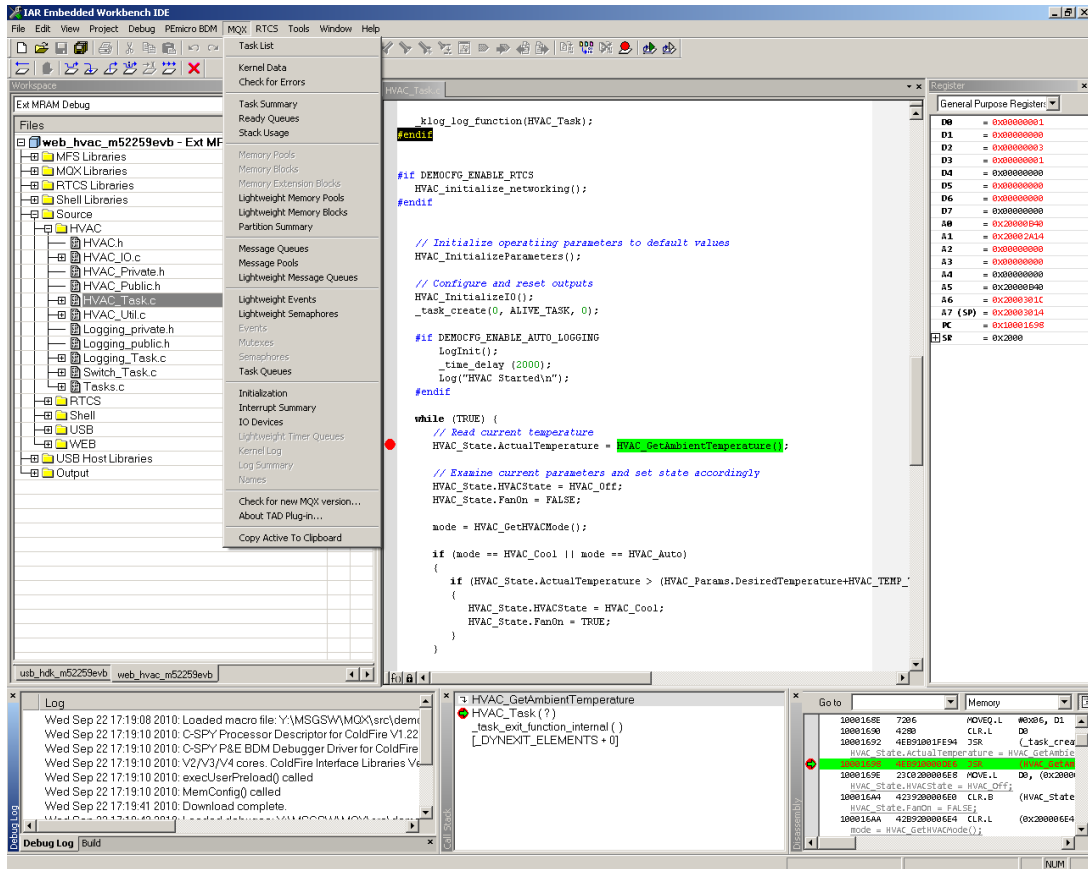 IAR Embedded Workbench IDE
File Edit View Project Debug PEmicro BDM MQX RTCS Tools Window Help
Task List
Kernel Data
Check for Errors
Task Summary
Ready Queues
Stack Usage
Memory Pools
Memory Blocks
Memory Extension Blocks
Lightweight Memory Pools
Lightweight Memory Blocks
Partition Summary
Message Queues
Message Pools
Lightweight Message Queues
Lightweight Events
Lightweight Semaphores
Events
Mutexes
Semaphores
Task Queues
Initialization
Interrupt Summary
IO Devices
Lightweight Timer Queues
Kernel Log
Log Summary
Names
Check for new MQX version...
About TAD Plug-in...
Copy Active To Clipboard
Workspace
Ext MRAM Debug
Files
web_hvac_m52259evb - Ext MF
MFS Libraries
MQX Libraries
RTCS Libraries
Shell Libraries
Source
HVAC
HVAC.h
HVAC_IO.c
HVAC_Private.h
HVAC_Public.h
HVAC_Task.c
HVAC_Util.c
Logging_private.h
Logging_public.h
Logging_Task.c
Switch_Task.c
Tasks.c
RTCS
Shell
USB
WEB
USB Host Libraries
Output
usb_hdk_m52259evb web_hvac_m52259evb
HVAC_Task.c
_klog_log_function(HVAC_Task);
#endif
#if DEMOCFG_ENABLE_RTCS
HVAC_initialize_networking();
#endif
// Initialize operatiing parameters to default values
HVAC_InitializeParameters();
// Configure and reset outputs
HVAC_InitializeIO();
_task_create(0, ALIVE_TASK, 0);
#if DEMOCFG_ENABLE_AUTO_LOGGING
LogInit();
_time_delay (2000);
Log("HVAC Started\n");
#endif
while (TRUE) {
// Read current temperature
HVAC_State.ActualTemperature = HVAC_GetAmbientTemperature();
// Examine current parameters and set state accordingly
HVAC_State.HVACState = HVAC_Off;
HVAC_State.FanOn = FALSE;
mode = HVAC_GetHVACMode();
if (mode == HVAC_Cool || mode == HVAC_Auto)
{
if (HVAC_State.ActualTemperature > (HVAC_Params.DesiredTemperature+HVAC_TEMP_
{
HVAC_State.HVACState = HVAC_Cool;
HVAC_State.FanOn = TRUE;
}
}
Register
General Purpose Registers
D0 = 0x00000001
D1 = 0x00000000
D2 = 0x00000003
D3 = 0x00000001
D4 = 0x00000000
D5 = 0x00000000
D6 = 0x00000000
D7 = 0x00000000
A0 = 0x20000B40
A1 = 0x20002A14
A2 = 0x00000000
A3 = 0x00000000
A4 = 0x00000000
A5 = 0x20000B40
A6 = 0x2000301C
A7 (SP) = 0x20003014
PC = 0x10001698
SR = 0x2000
Log
Wed Sep 22 17:19:08 2010: Loaded macro file: Y:\MSGSW\MQX\src\demo
Wed Sep 22 17:19:10 2010: C-SPY Processor Descriptor for ColdFire V1.22
Wed Sep 22 17:19:10 2010: C-SPY P&E BDM Debugger Driver for ColdFire
Wed Sep 22 17:19:10 2010: V2/V3/V4 cores. ColdFire Interface Libraries Ve
Wed Sep 22 17:19:10 2010: execUserPreload() called
Wed Sep 22 17:19:10 2010: MemConfig() called
Wed Sep 22 17:19:41 2010: Download complete.
Debug Log
Debug Log Build
HVAC_GetAmbientTemperature
HVAC_Task ( ? )
_task_exit_function_internal ( )
[_DYNEXIT_ELEMENTS + 0]
Call Stack
Go to Memory
1000168E 7206 MOVEQ.L #0x06, D1
10001690 4280 CLR.L D0
10001692 4EB91001FE94 JSR (_task_crea
HVAC_State.ActualTemperature = HVAC_GetAmbie
10001698 4EB910000DE6 JSR (HVAC_GetAm
1000169E 23C0200006E8 MOVE.L D0, (0x2000
HVAC_State.HVACState = HVAC_Off;
100016A4 4239200006E0 CLR.B (HVAC_State
HVAC_State.FanOn = FALSE;
100016AA 42B9200006E4 CLR.L (0x200006E4
mode = HVAC_GetHVACMode();
Disassembly
NUM